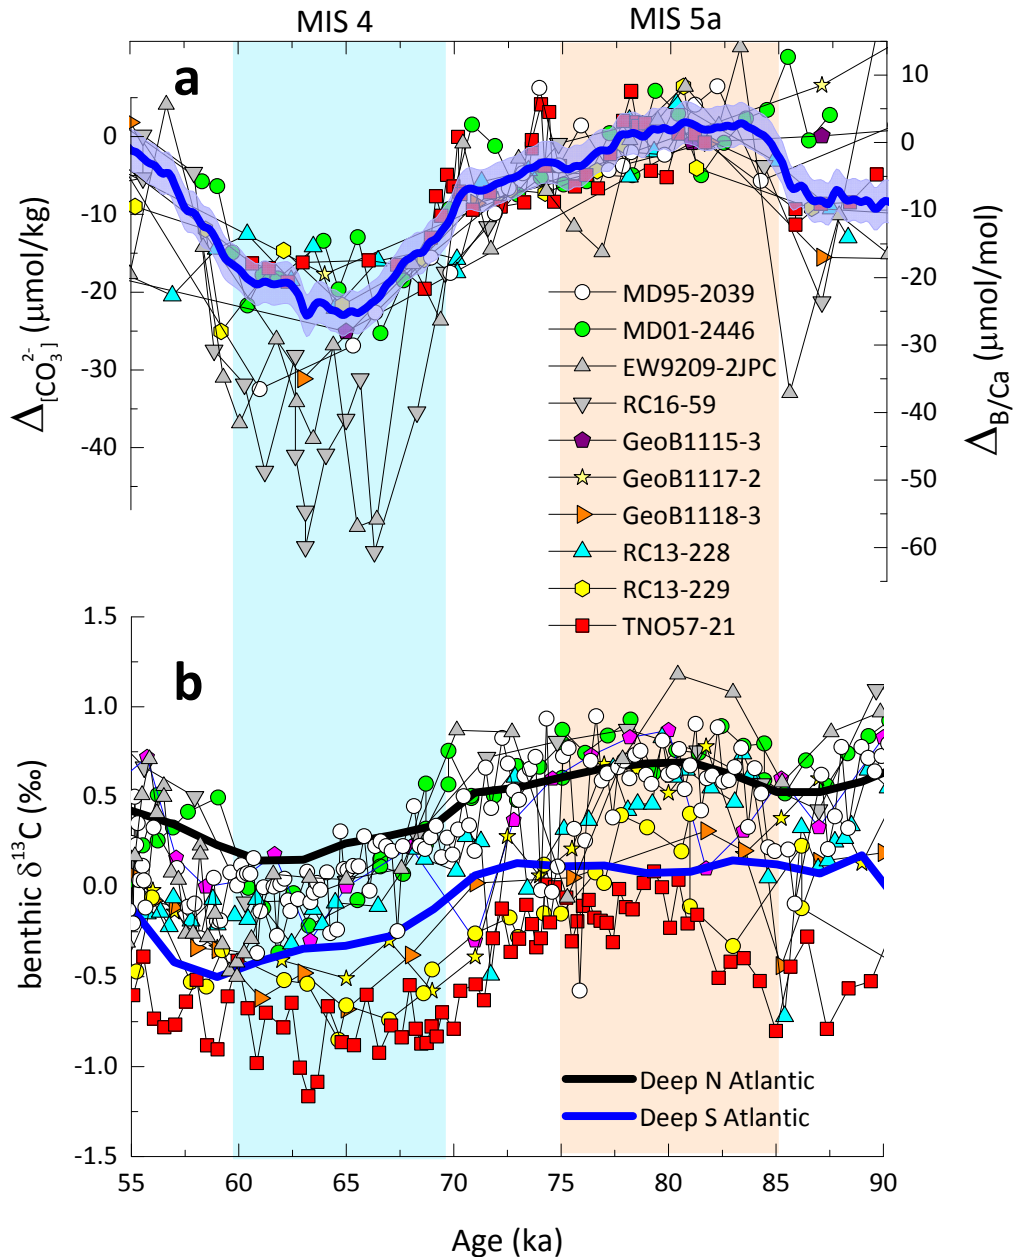 MIS 4
MIS 5a
a
Δ[CO₃²⁻] (μmol/kg)
0
-10
-20
-30
-40
Δ_B/Ca (μmol/mol)
10
0
-10
-20
-30
-40
-50
-60
MD95-2039
MD01-2446
EW9209-2JPC
RC16-59
GeoB1115-3
GeoB1117-2
GeoB1118-3
RC13-228
RC13-229
TNO57-21
b
benthic δ¹³C (‰)
1.5
1.0
0.5
0.0
-0.5
-1.0
-1.5
Deep N Atlantic
Deep S Atlantic
55 60 65 70 75 80 85 90
Age (ka)